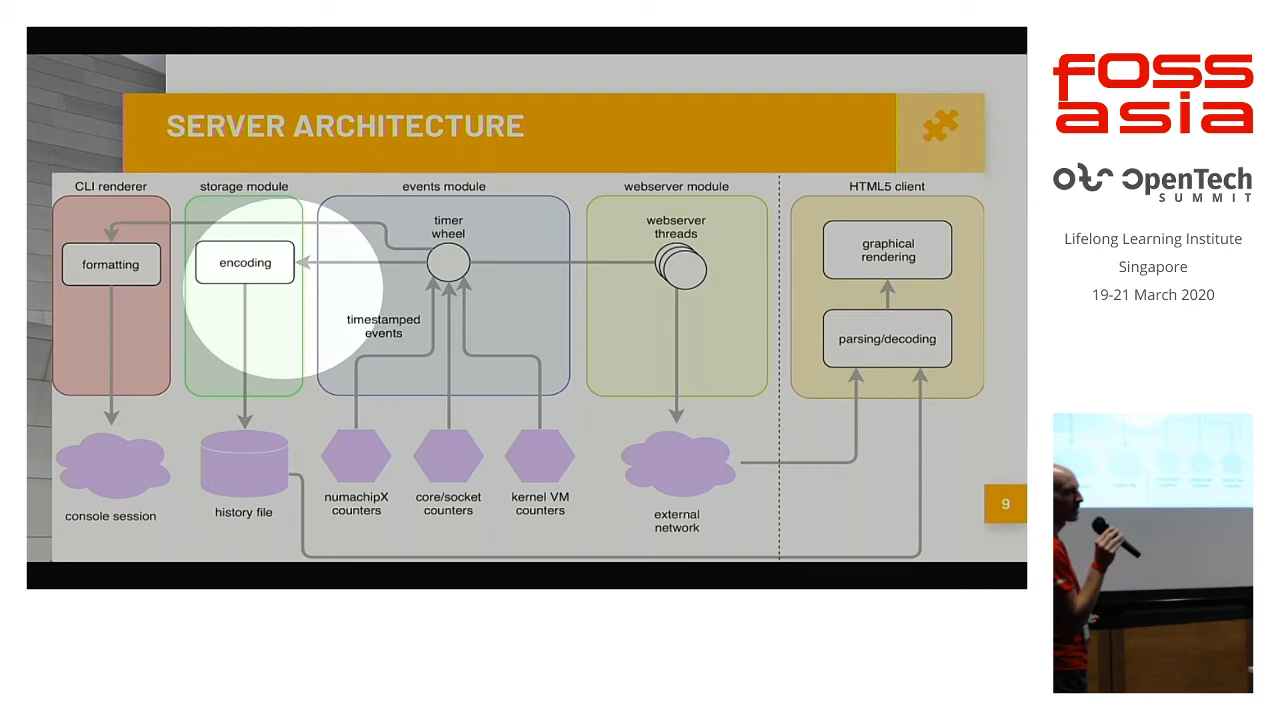 SERVER ARCHITECTURE
CLI renderer
storage module
events module
webserver module
HTML5 client
timer
wheel
webserver
threads
graphical
rendering
formatting
encoding
timestamped
events
parsing/decoding
console session
history file
numachipX
counters
core/socket
counters
kernel VM
counters
external
network
9
fOSS
asia
OpenTech
SUMMIT
Lifelong Learning Institute
Singapore
19-21 March 2020